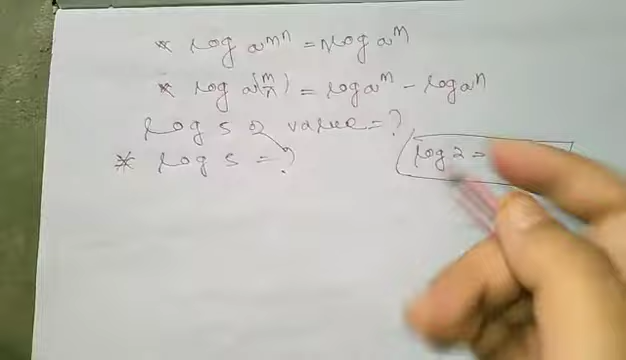 * log a^mn = n log a^m
* log a(m/n) = log a^m - log a^n
log 5 value = ?
* log 5 = ?
log 2 =